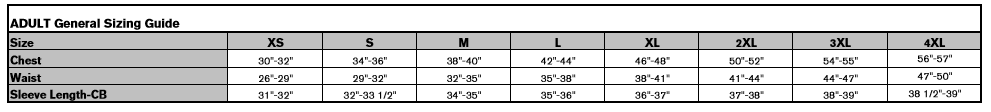 ADULT General Sizing Guide
Size XS S M L XL 2XL 3XL 4XL
Chest 30"-32" 34"-36" 38"-40" 42"-44" 46"-48" 50"-52" 54"-55" 56"-57"
Waist 26"-29" 29"-32" 32"-35" 35"-38" 38"-41" 41"-44" 44"-47" 47"-50"
Sleeve Length-CB 31"-32" 32"-33 1/2" 34"-35" 35"-36" 36"-37" 37"-38" 38"-39" 38 1/2"-39"